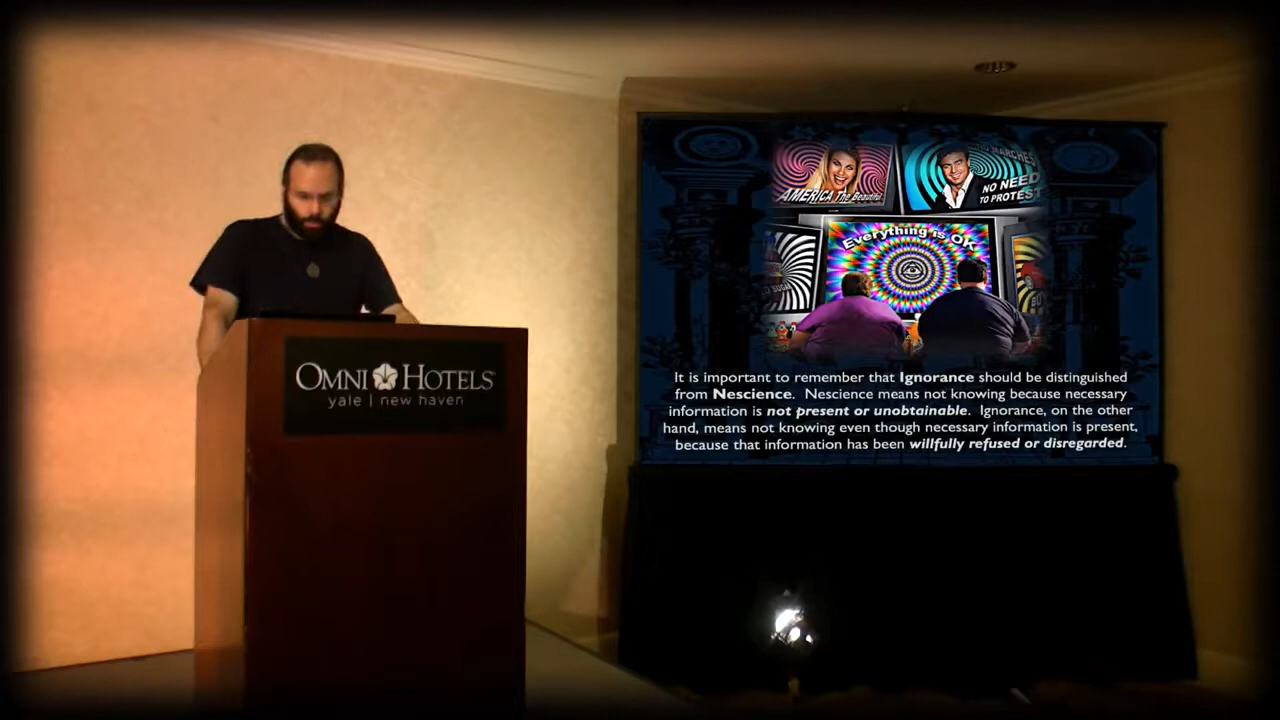 OMNI HOTELS
yale | new haven
AMERICA The Beautiful
MARCHES
NO NEED
TO PROTEST
Everything is OK
It is important to remember that Ignorance should be distinguished
from Nescience. Nescience means not knowing because necessary
information is not present or unobtainable. Ignorance, on the other
hand, means not knowing even though necessary information is present,
because that information has been willfully refused or disregarded.